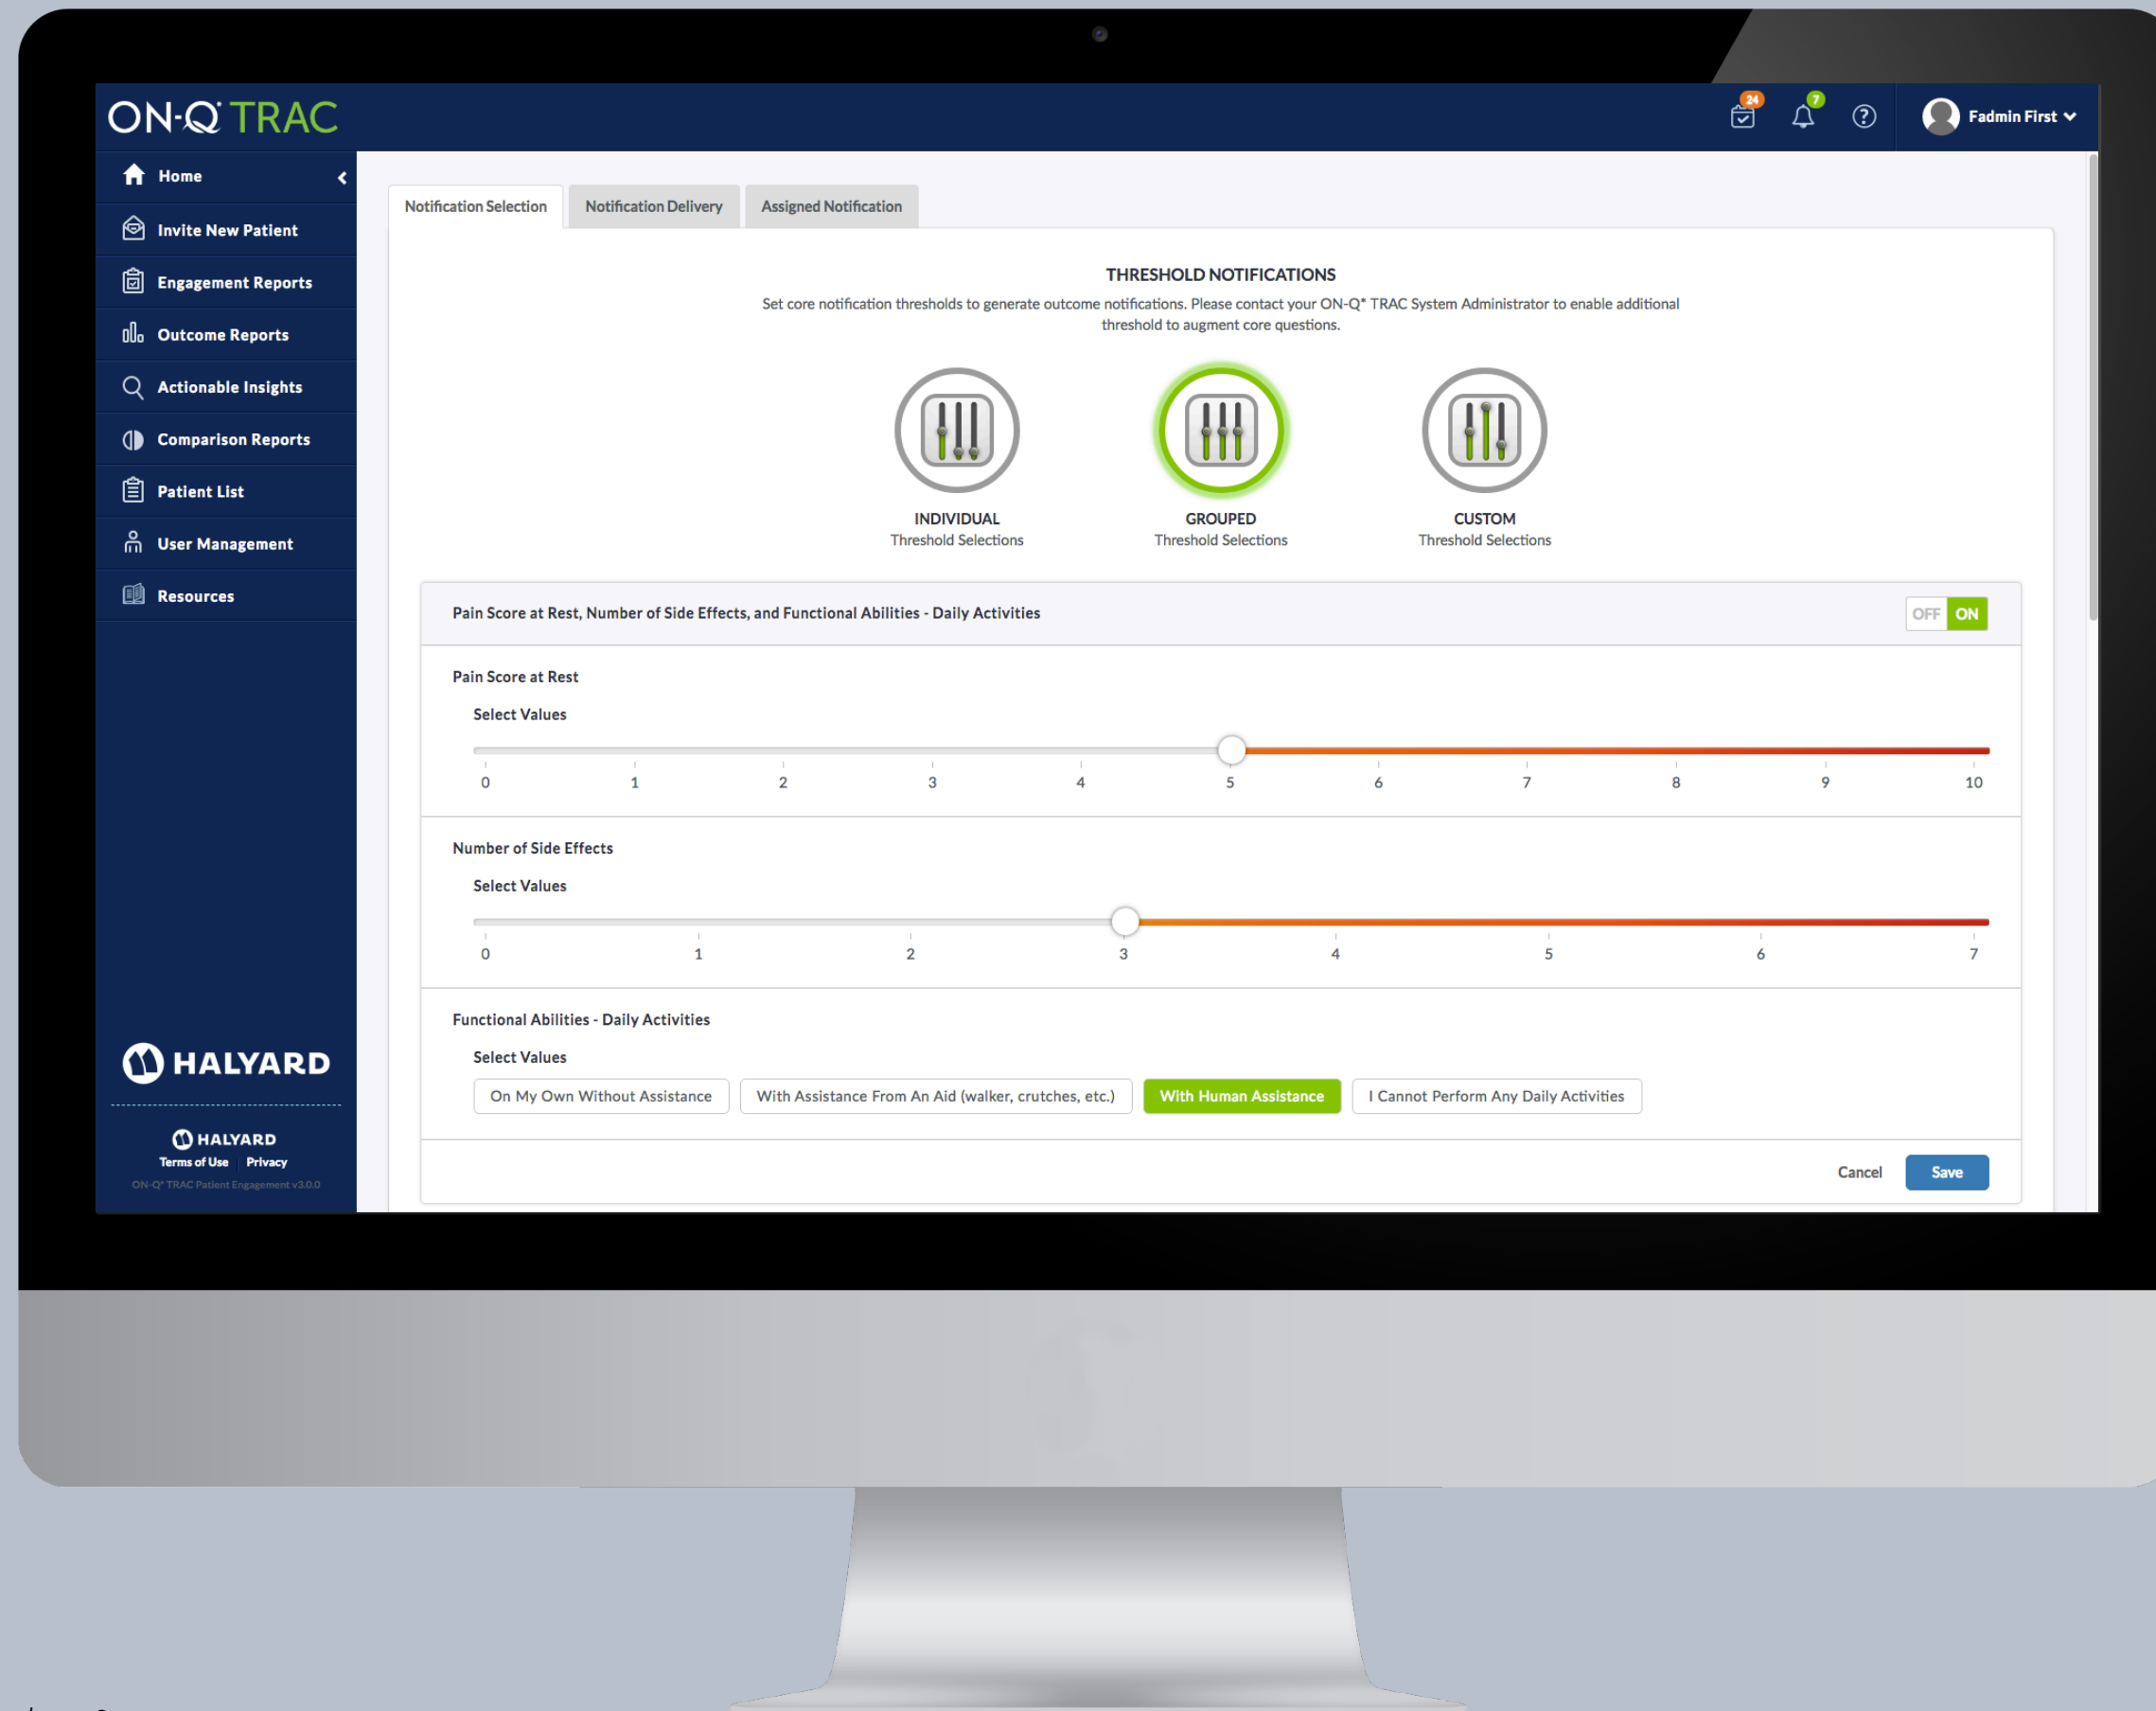 ON-Q* TRAC
24
7
?
Fadmin First
Home
Invite New Patient
Engagement Reports
Outcome Reports
Actionable Insights
Comparison Reports
Patient List
User Management
Resources
HALYARD
HALYARD
Terms of Use Privacy
ON-Q* TRAC Patient Engagement v3.0.0
Notification Selection
Notification Delivery
Assigned Notification
THRESHOLD NOTIFICATIONS
Set core notification thresholds to generate outcome notifications. Please contact your ON-Q* TRAC System Administrator to enable additional
threshold to augment core questions.
INDIVIDUAL
Threshold Selections
GROUPED
Threshold Selections
CUSTOM
Threshold Selections
Pain Score at Rest, Number of Side Effects, and Functional Abilities - Daily Activities
OFF ON
Pain Score at Rest
Select Values
0 1 2 3 4 5 6 7 8 9 10
Number of Side Effects
Select Values
0 1 2 3 4 5 6 7
Functional Abilities - Daily Activities
Select Values
On My Own Without Assistance
With Assistance From An Aid (walker, crutches, etc.)
With Human Assistance
I Cannot Perform Any Daily Activities
Cancel
Save